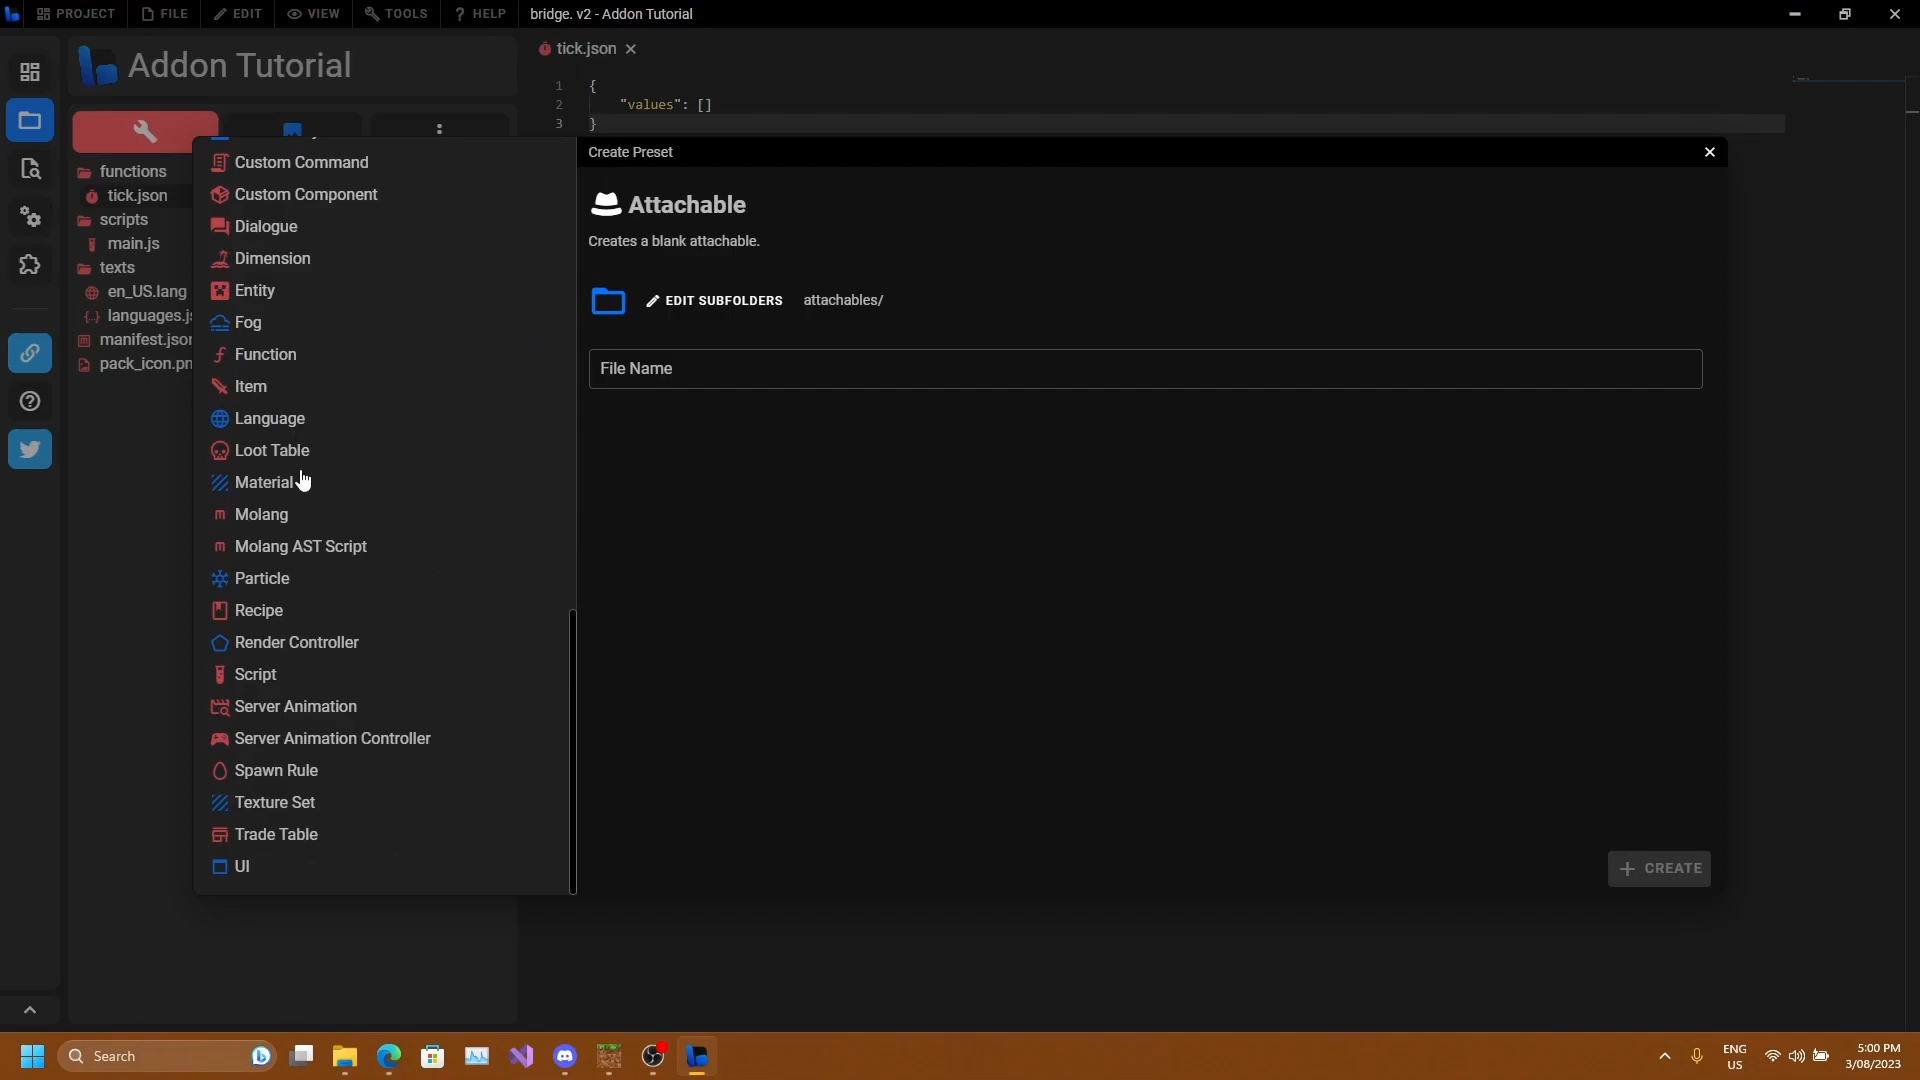 PROJECT FILE EDIT VIEW TOOLS HELP bridge. v2 - Addon Tutorial
Addon Tutorial
functions
tick.json
scripts
main.js
texts
en_US.lang
languages.js
manifest.json
pack_icon.pn
tick.json
1 {
2 "values": []
3 }
Custom Command
Custom Component
Dialogue
Dimension
Entity
Fog
Function
Item
Language
Loot Table
Material
Molang
Molang AST Script
Particle
Recipe
Render Controller
Script
Server Animation
Server Animation Controller
Spawn Rule
Texture Set
Trade Table
UI
Create Preset
Attachable
Creates a blank attachable.
EDIT SUBFOLDERS attachables/
File Name
CREATE
Search
ENG
US
5:00 PM
3/08/2023